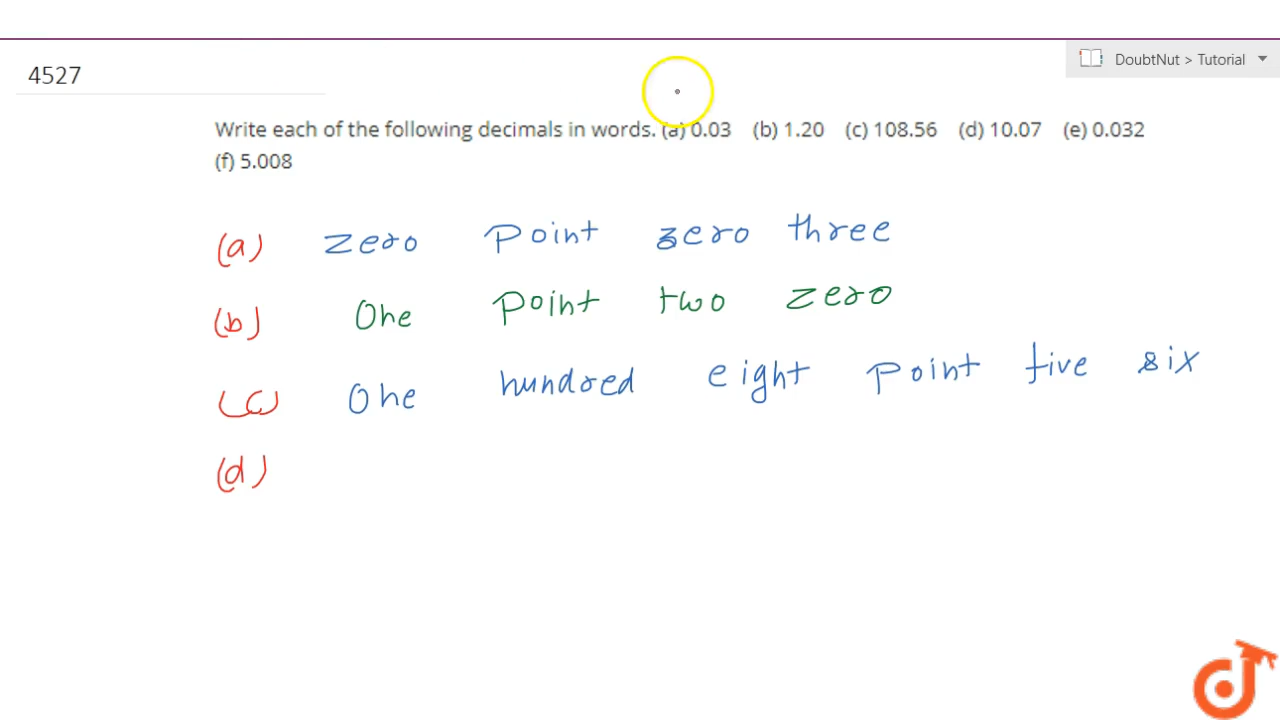 4527
DoubtNut > Tutorial
Write each of the following decimals in words. (a) 0.03 (b) 1.20 (c) 108.56 (d) 10.07 (e) 0.032
(f) 5.008
(a) zero point zero three
(b) One point two zero
(c) One hundred eight point five six
(d)